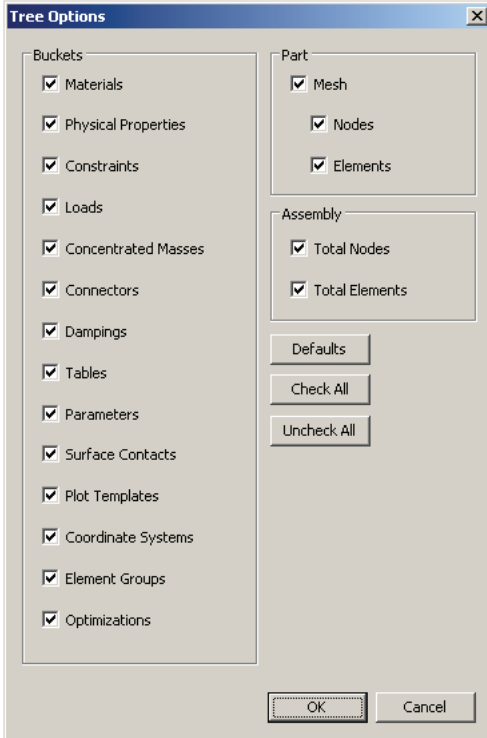 Tree Options
Buckets
Materials
Physical Properties
Constraints
Loads
Concentrated Masses
Connectors
Dampings
Tables
Parameters
Surface Contacts
Plot Templates
Coordinate Systems
Element Groups
Optimizations
Part
Mesh
Nodes
Elements
Assembly
Total Nodes
Total Elements
Defaults
Check All
Uncheck All
OK
Cancel